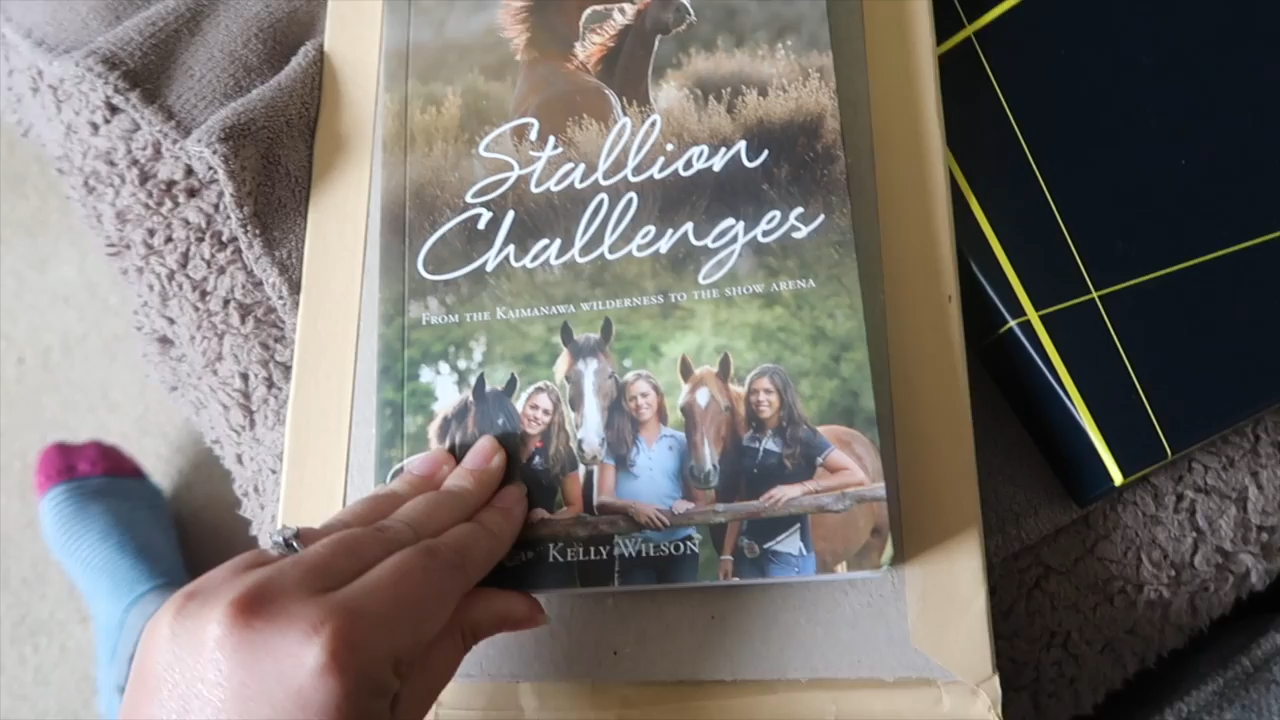 Stallion
Challenges
From the Kaimanawa wilderness to the show arena
Kelly Wilson